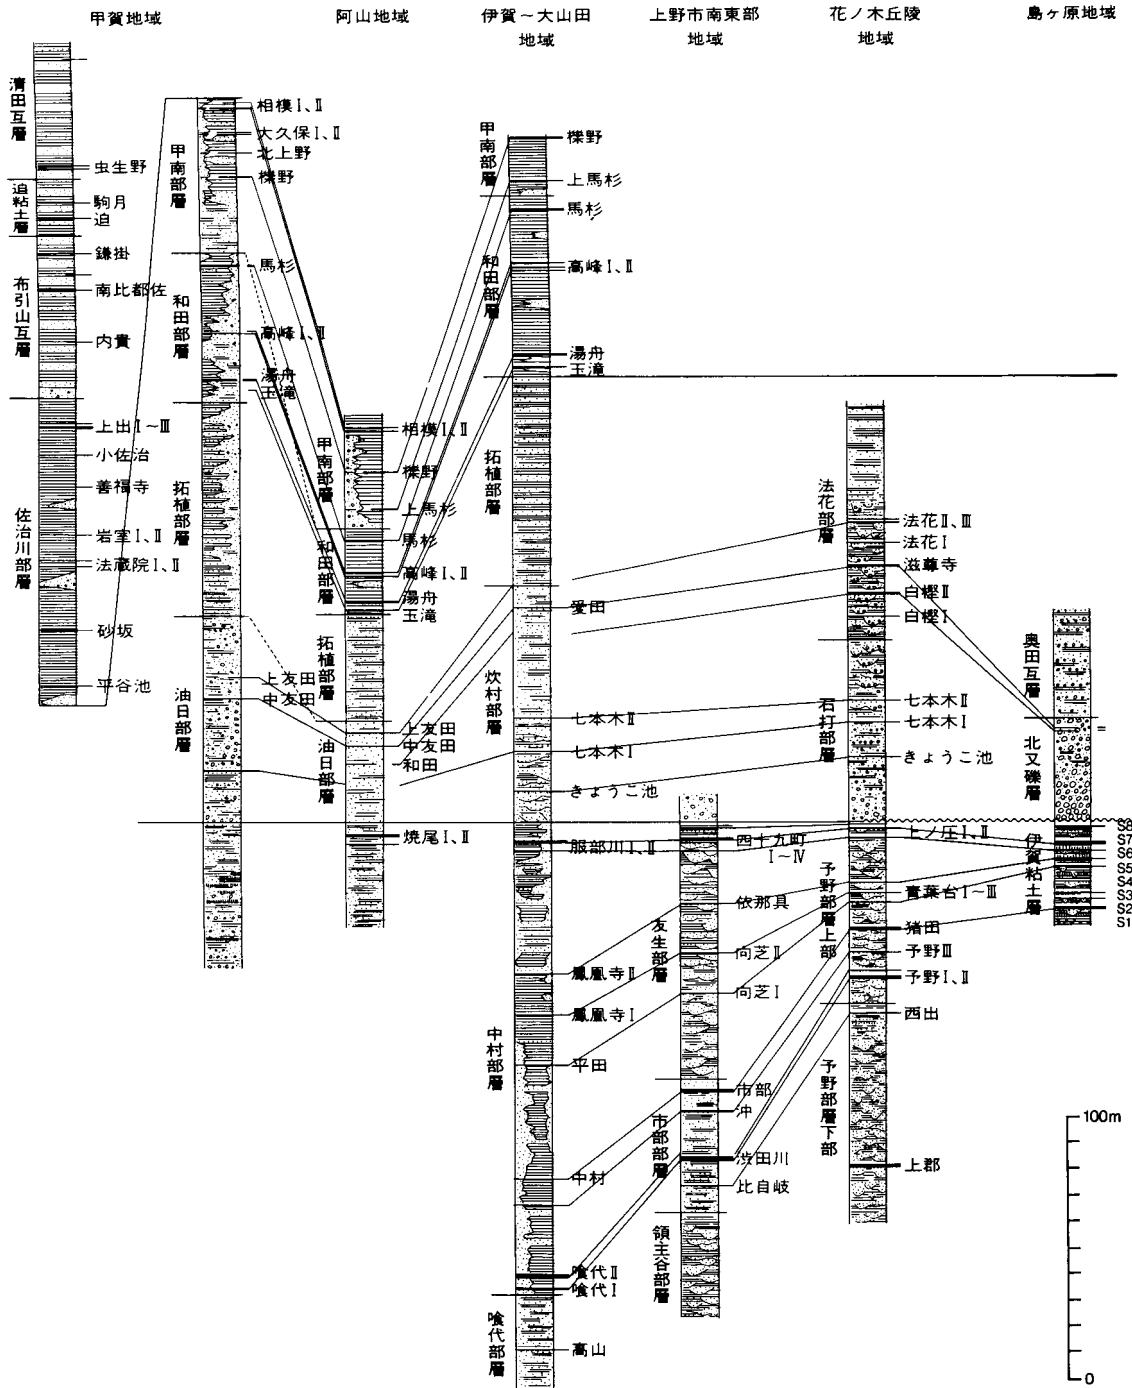 甲賀地域
阿山地域
伊賀〜大山田
地域
上野市南東部
地域
花ノ木丘陵
地域
島ヶ原地域
清田互層
迫粘土層
布引山互層
佐治川部層
虫生野
駒月
迫
鎌掛
南比都佐
内貴
上出Ⅰ〜Ⅲ
小佐治
善福寺
岩室Ⅰ、Ⅱ
法蔵院Ⅰ、Ⅱ
砂坂
平谷池
甲南部層
和田部層
拓植部層
油日部層
相模Ⅰ、Ⅱ
大久保Ⅰ、Ⅱ
北上野
櫟野
馬杉
高峰Ⅰ、Ⅱ
湯舟
玉滝
上友田
中友田
甲南部層
和田部層
拓植部層
油日部層
相模Ⅰ、Ⅱ
櫟野
上馬杉
馬杉
高峰Ⅰ、Ⅱ
湯舟
玉滝
上友田
中友田
和田
焼尾Ⅰ、Ⅱ
甲南部層
和田部層
拓植部層
炊村部層
中村部層
喰代部層
櫟野
上馬杉
馬杉
高峰Ⅰ、Ⅱ
湯舟
玉滝
愛田
七本木Ⅱ
七本木Ⅰ
きょうこ池
服部川Ⅰ、Ⅱ
鳳凰寺Ⅱ
鳳凰寺Ⅰ
平田
中村
喰代Ⅱ
喰代Ⅰ
高山
友生部層
市部部層
領主谷部層
四十九町
Ⅰ〜Ⅳ
依那具
向芝Ⅱ
向芝Ⅰ
市部
沖
渋田川
比自岐
法花部層
石打部層
予野部層上部
予野部層下部
法花Ⅱ、Ⅲ
法花Ⅰ
滋尊寺
白樫Ⅱ
白樫Ⅰ
七本木Ⅱ
七本木Ⅰ
きょうこ池
上ノ庄Ⅰ、Ⅱ
青葉台Ⅰ〜Ⅲ
猪田
予野Ⅲ
予野Ⅰ、Ⅱ
西出
上郡
奥田互層
北又礫層
伊賀粘土層
S8
S7
S6
S5
S4
S3
S2
S1
100m
0